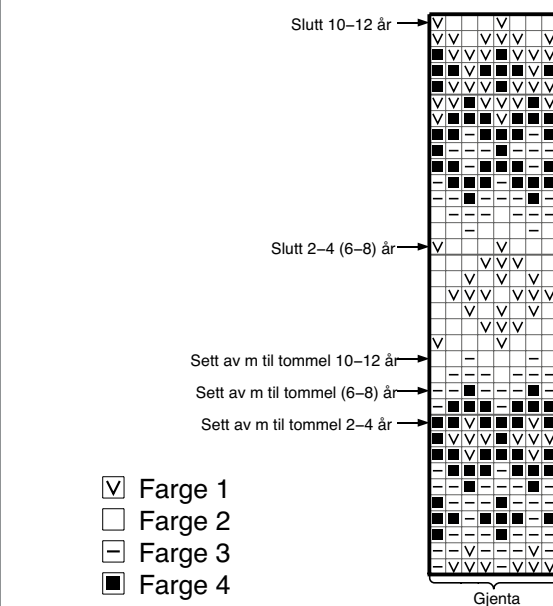 Slutt 10–12 år
Slutt 2–4 (6–8) år
Sett av m til tommel 10–12 år
Sett av m til tommel (6–8) år
Sett av m til tommel 2–4 år
Farge 1
Farge 2
Farge 3
Farge 4
Gjenta